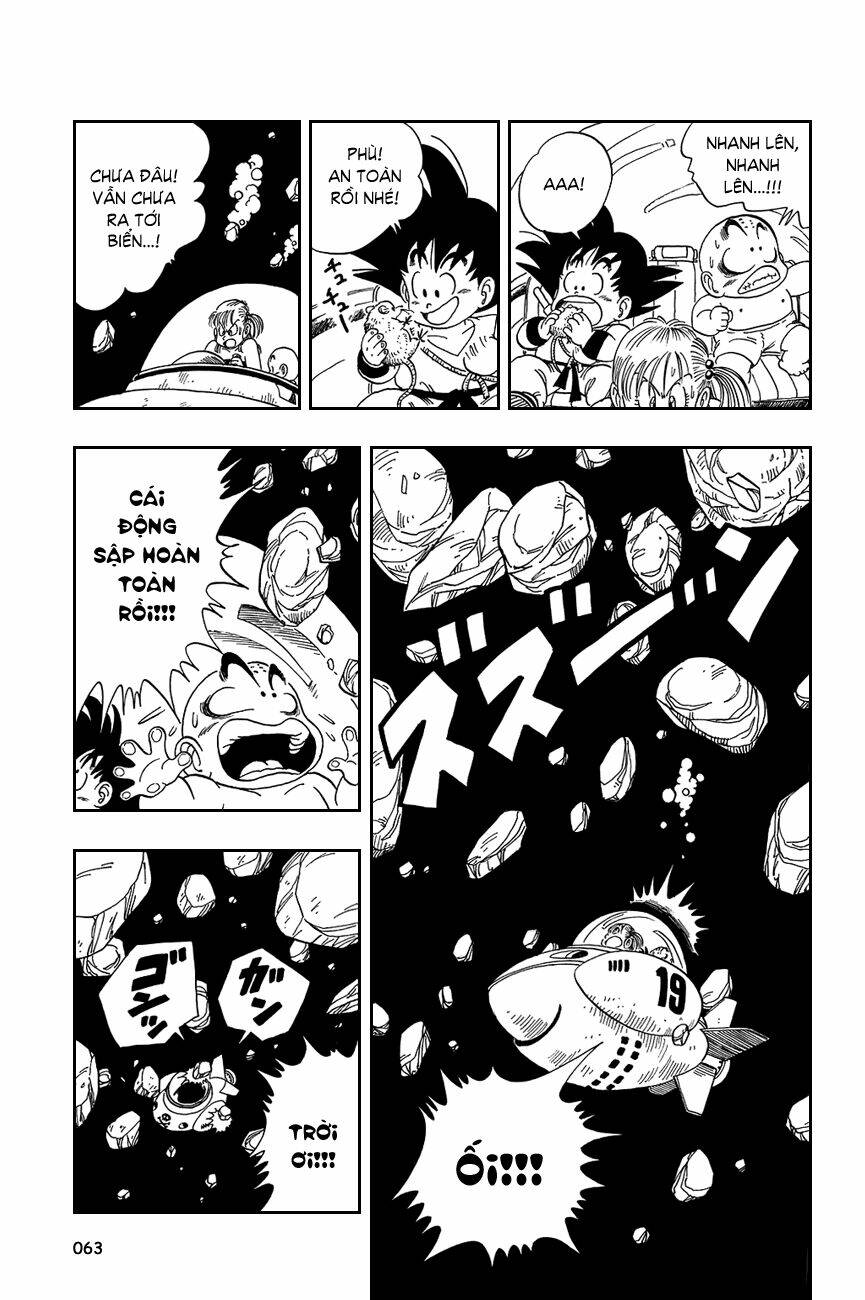 NHANH LÊN,
NHANH
LÊN...!!!
AAA!
PHÙ!
AN TOÀN
RỒI NHÉ!
チュ
チュー
CHƯA ĐÂU!
VẪN CHƯA
RA TỚI
BIỂN...!
ズズーン
19
ỐI!!!
CÁI
ĐỘNG
SẬP HOÀN
TOÀN
RỒI!!!
ガン
ゴンッ
TRỜI
ƠI!!!
063